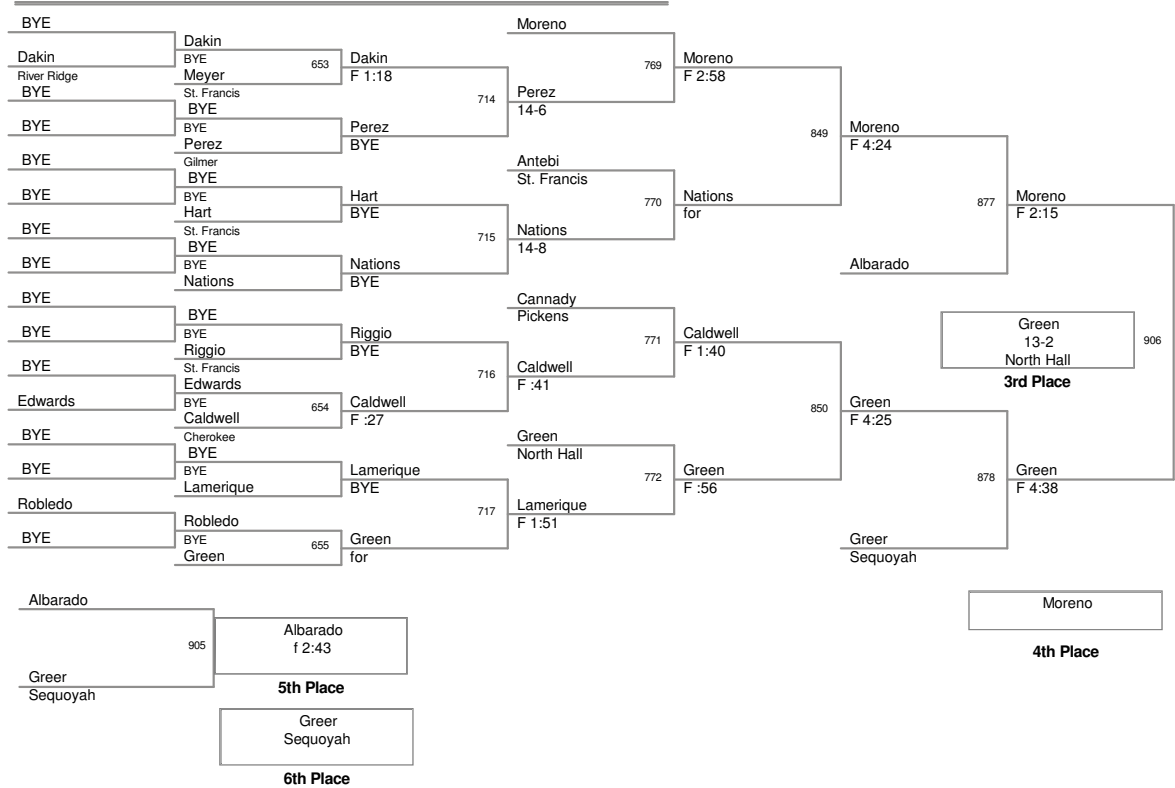 BYE
Dakin
River Ridge
BYE
BYE
BYE
BYE
BYE
BYE
BYE
BYE
BYE
Edwards
BYE
BYE
Robledo
BYE
Dakin
BYE
653
Meyer
St. Francis
BYE
BYE
Perez
Gilmer
BYE
BYE
Hart
St. Francis
BYE
BYE
Nations
BYE
BYE
Riggio
St. Francis
Edwards
BYE
654
Caldwell
Cherokee
BYE
BYE
Lamerique
Robledo
BYE
655
Green
Dakin
F 1:18
714
Perez
BYE
Hart
BYE
715
Nations
BYE
Riggio
BYE
716
Caldwell
F :27
Lamerique
BYE
717
Green
for
Moreno
769
Perez
14-6
Antebi
St. Francis
770
Nations
14-8
Cannady
Pickens
771
Caldwell
F :41
Green
North Hall
772
Lamerique
F 1:51
Moreno
F 2:58
849
Nations
for
Caldwell
F 1:40
850
Green
F :56
Moreno
F 4:24
877
Albarado
Green
F 4:25
878
Greer
Sequoyah
Moreno
F 2:15
906
Green
F 4:38
Green
13-2
North Hall
3rd Place
Moreno
4th Place
Albarado
905
Greer
Sequoyah
Albarado
f 2:43
5th Place
Greer
Sequoyah
6th Place